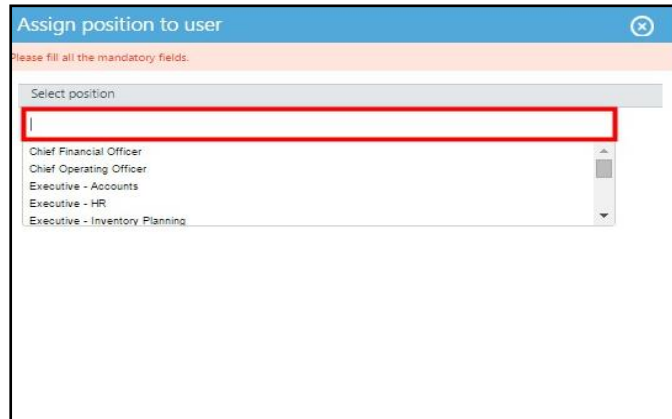 Assign position to user
Please fill all the mandatory fields.
Select position
Chief Financial Officer
Chief Operating Officer
Executive - Accounts
Executive - HR
Executive - Inventory Planning